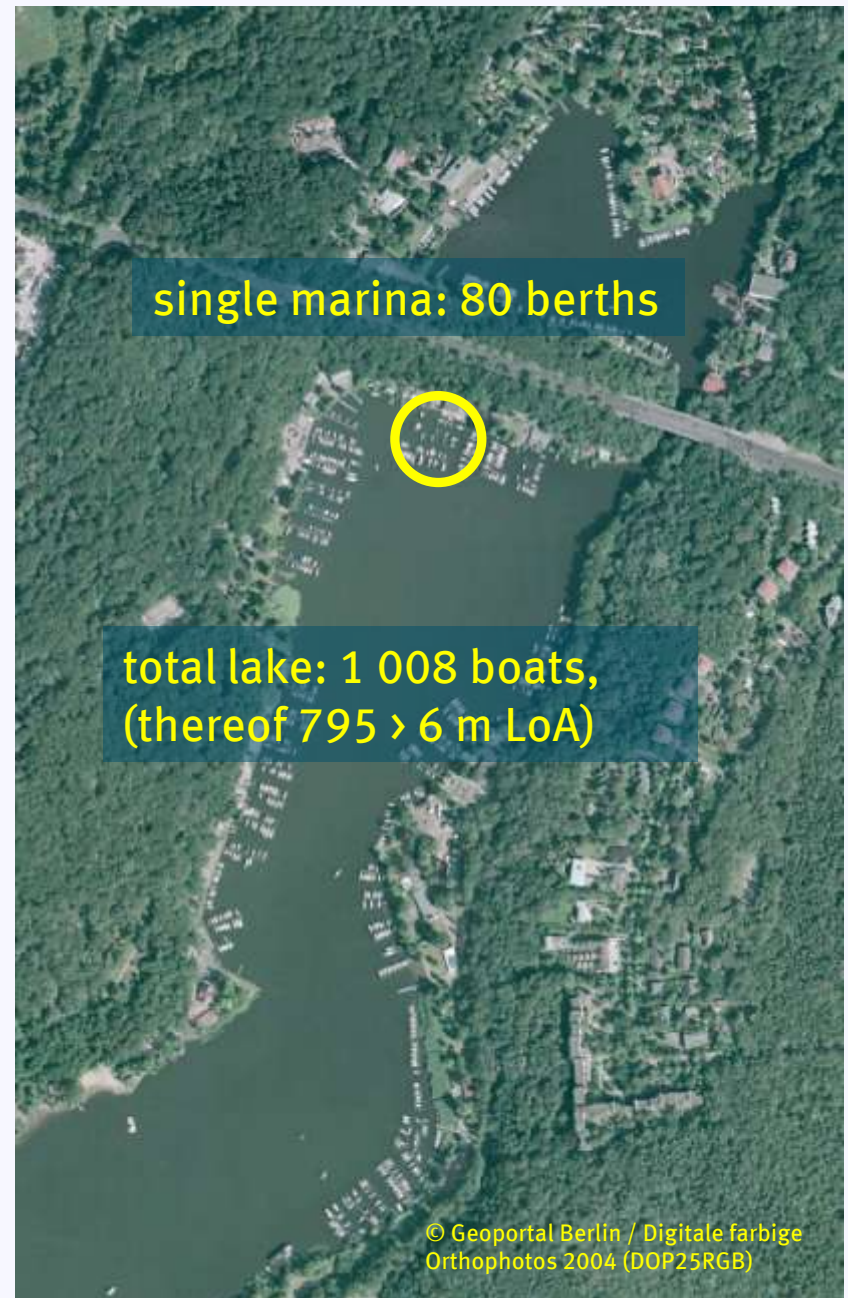 single marina: 80 berths
total lake: 1 008 boats,
(thereof 795 > 6 m LoA)
© Geoportal Berlin / Digitale farbige
Orthophotos 2004 (DOP25RGB)